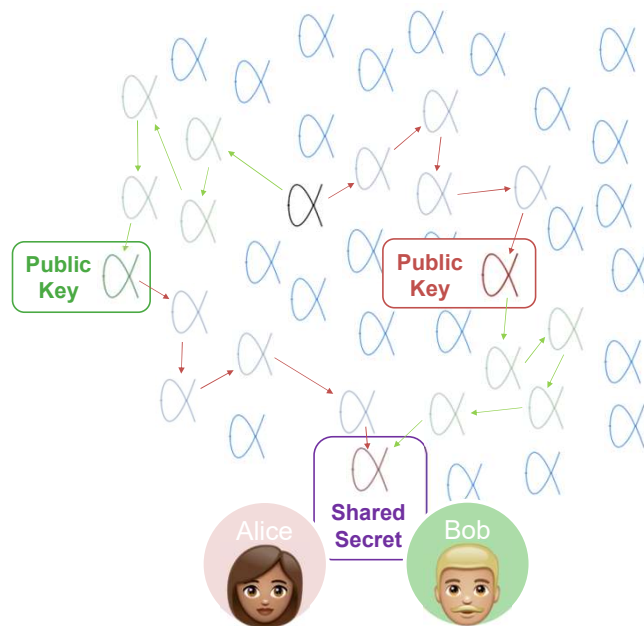 Public
Key
Public
Key
Shared
Secret
Alice
Bob